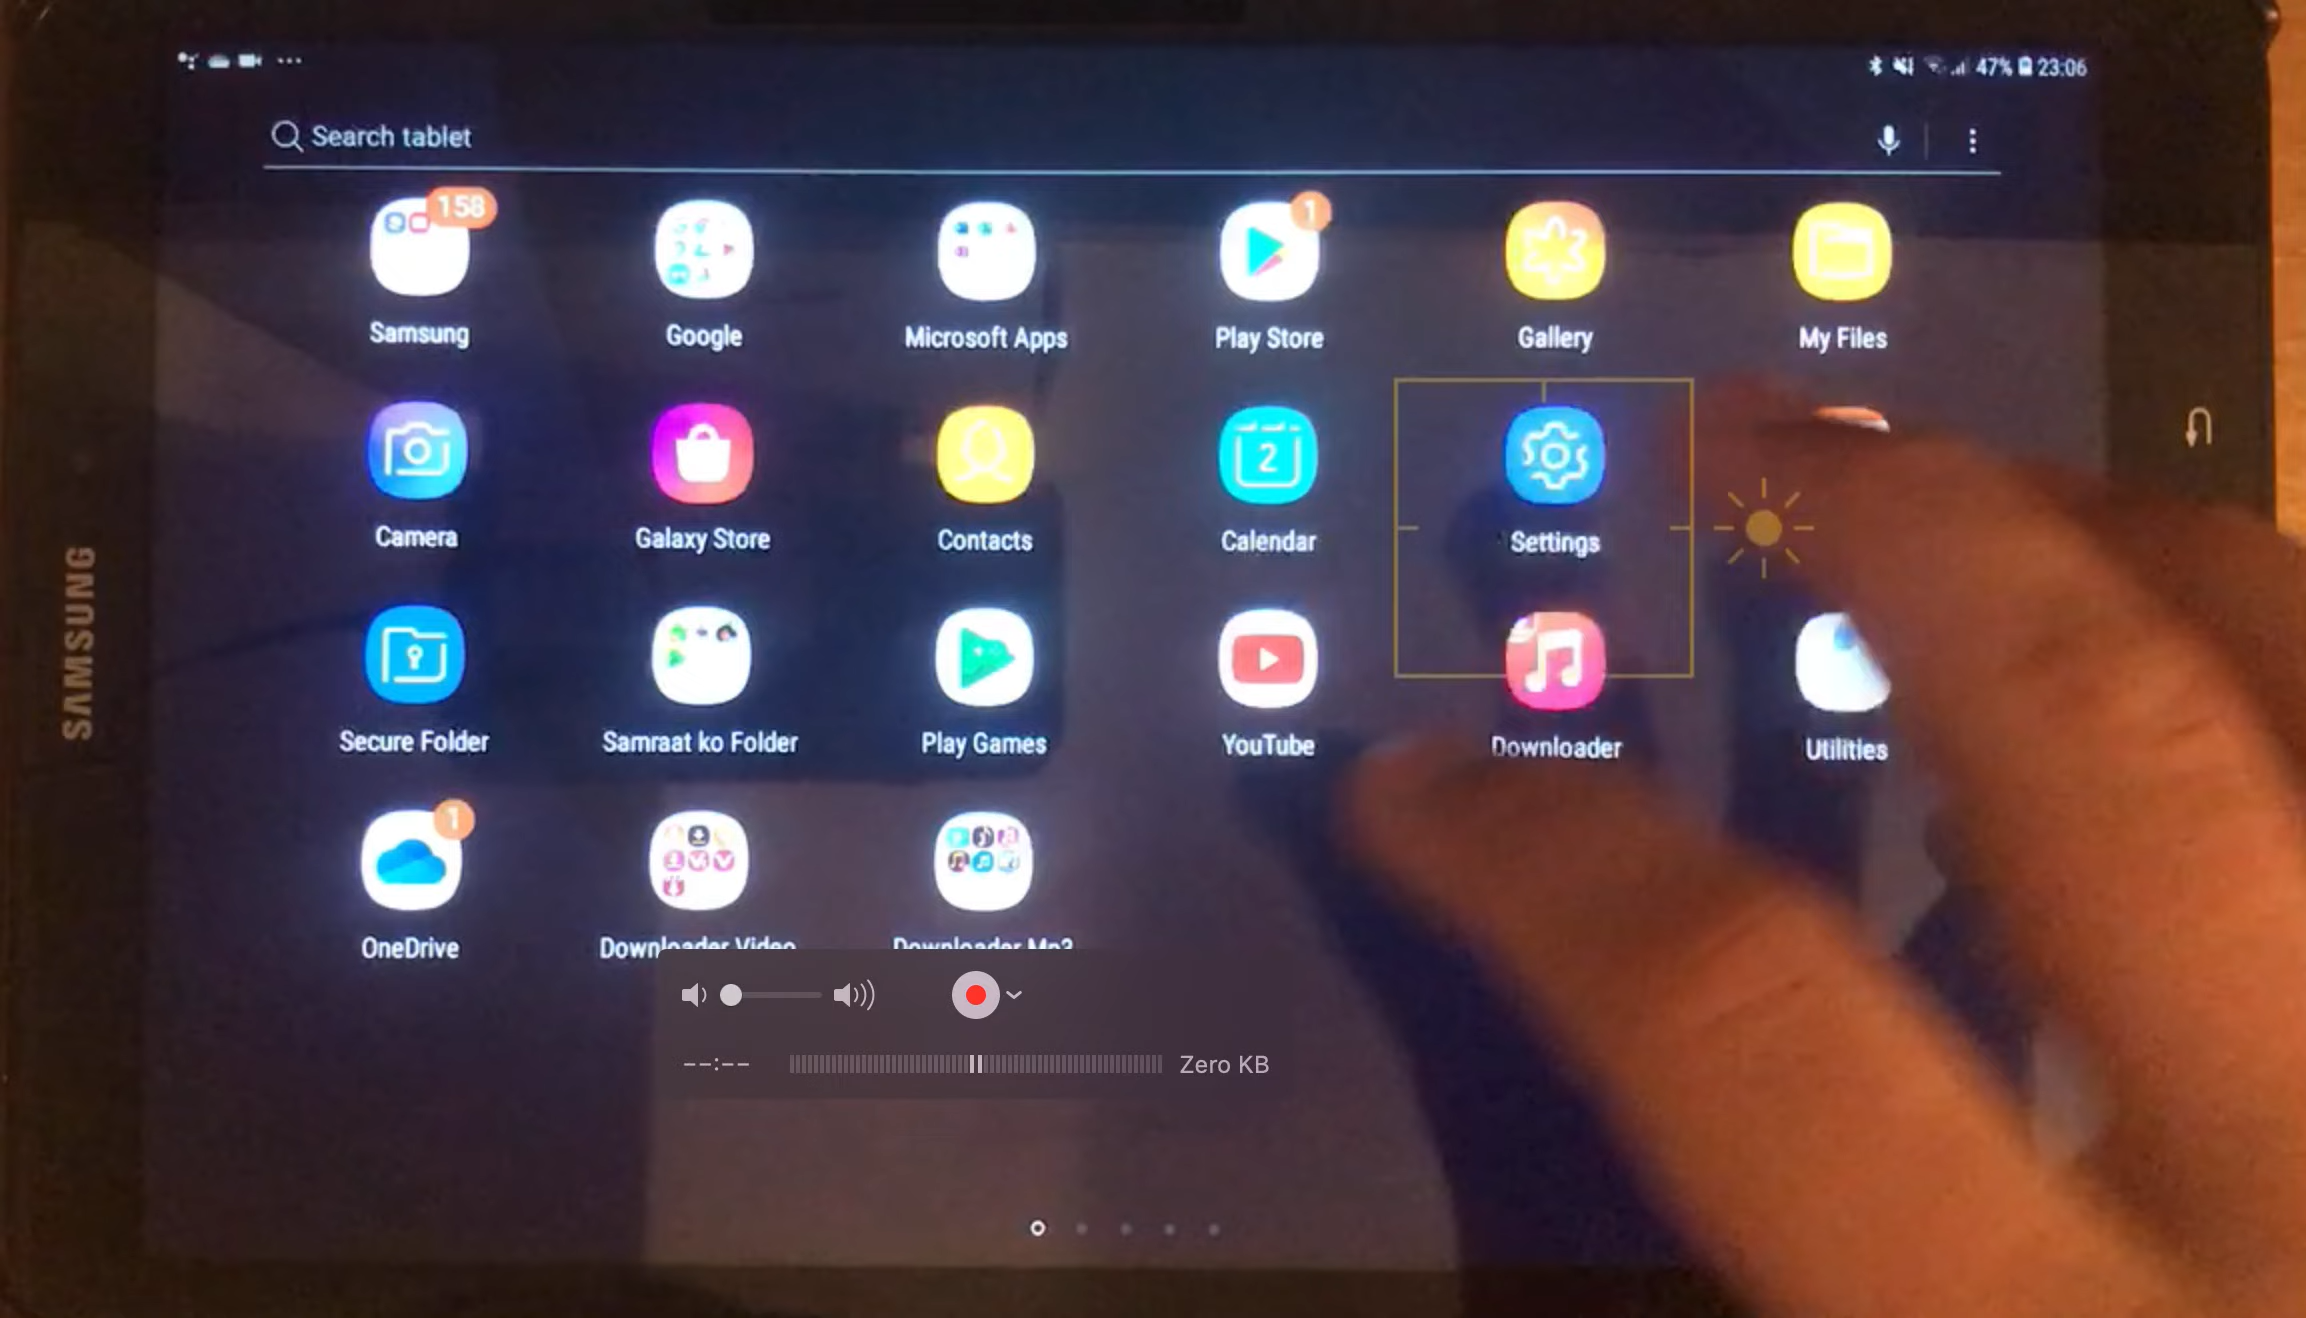 47% 23:06
Search tablet
158
1
Samsung
Google
Microsoft Apps
Play Store
Gallery
My Files
2
Camera
Galaxy Store
Contacts
Calendar
Settings
SAMSUNG
Secure Folder
Samraat ko Folder
Play Games
YouTube
Downloader
Utilities
1
OneDrive
Downloader Video
Downloader Mp3
--:--
Zero KB